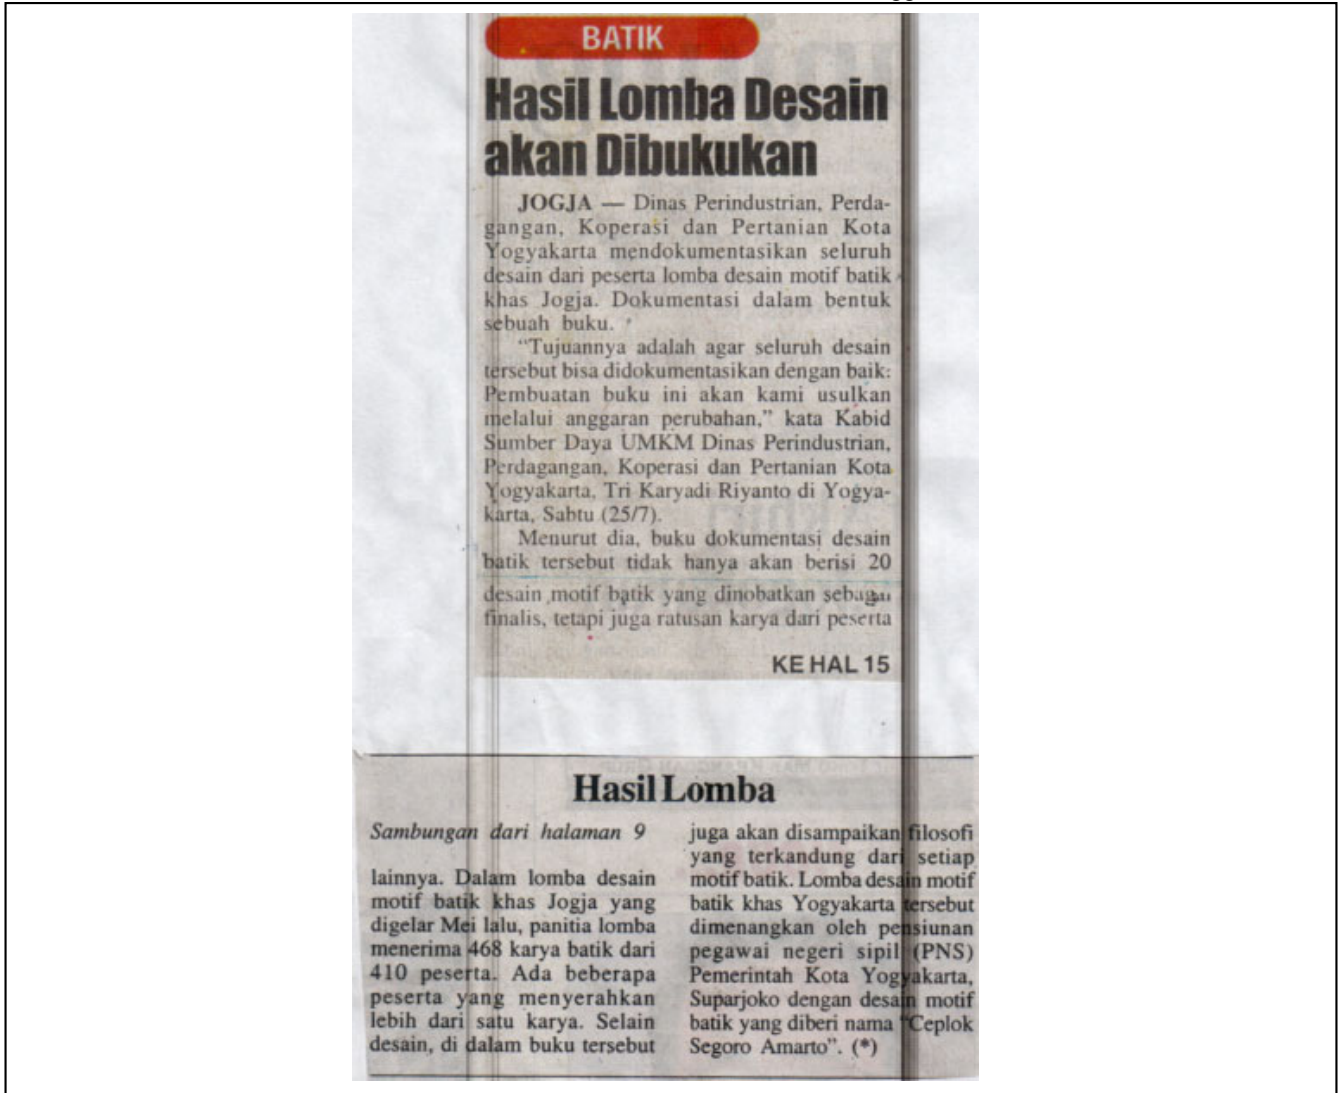 BATIK
Hasil Lomba Desain
akan Dibukukan
JOGJA — Dinas Perindustrian, Perda-
gangan, Koperasi dan Pertanian Kota
Yogyakarta mendokumentasikan seluruh
desain dari peserta lomba desain motif batik
khas Jogja. Dokumentasi dalam bentuk
sebuah buku.
“Tujuannya adalah agar seluruh desain
tersebut bisa didokumentasikan dengan baik:
Pembuatan buku ini akan kami usulkan
melalui anggaran perubahan,” kata Kabid
Sumber Daya UMKM Dinas Perindustrian,
Perdagangan, Koperasi dan Pertanian Kota
Yogyakarta, Tri Karyadi Riyanto di Yogya-
karta, Sabtu (25/7).
Menurut dia, buku dokumentasi desain
batik tersebut tidak hanya akan berisi 20
desain motif batik yang dinobatkan sebagai
finalis, tetapi juga ratusan karya dari peserta
KE HAL 15
Hasil Lomba
Sambungan dari halaman 9
lainnya. Dalam lomba desain
motif batik khas Jogja yang
digelar Mei lalu, panitia lomba
menerima 468 karya batik dari
410 peserta. Ada beberapa
peserta yang menyerahkan
lebih dari satu karya. Selain
desain, di dalam buku tersebut
juga akan disampaikan filosofi
yang terkandung dari setiap
motif batik. Lomba desain motif
batik khas Yogyakarta tersebut
dimenangkan oleh pensiunan
pegawai negeri sipil (PNS)
Pemerintah Kota Yogyakarta,
Suparjoko dengan desain motif
batik yang diberi nama “Ceplok
Segoro Amarto”. (*)